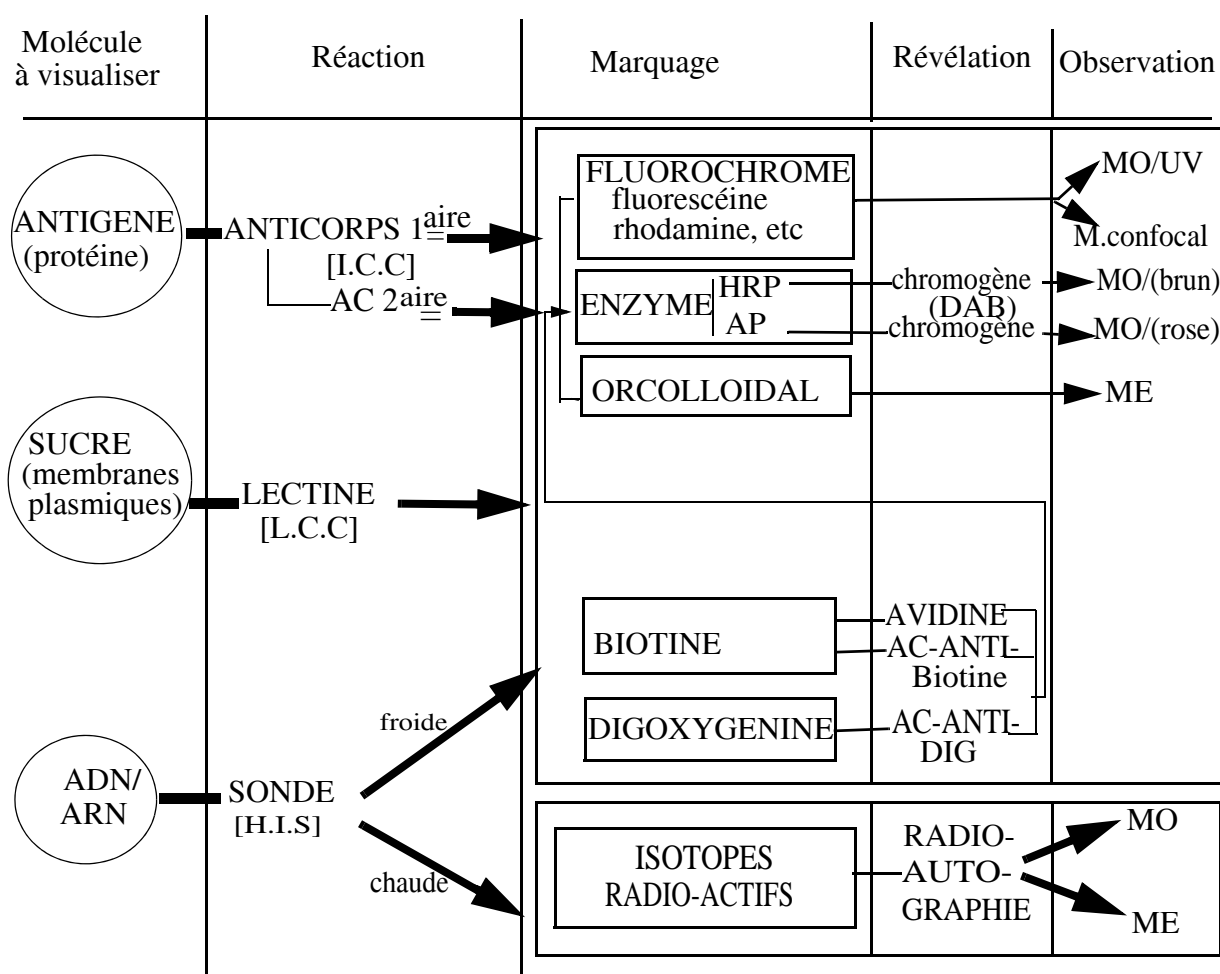 Molécule
à visualiser
Réaction
Marquage
Révélation
Observation
ANTIGENE
(protéine)
ANTICORPS 1aire
[I.C.C]
AC 2aire
FLUOROCHROME
fluorescéine
rhodamine, etc
MO/UV
M.confocal
ENZYME
HRP
AP
chromogène
(DAB)
chromogène
MO/(brun)
MO/(rose)
ORCOLLOIDAL
ME
SUCRE
(membranes
plasmiques)
LECTINE
[L.C.C]
BIOTINE
AVIDINE
AC-ANTI-
Biotine
DIGOXYGENINE
AC-ANTI-
DIG
ADN/
ARN
SONDE
[H.I.S]
froide
chaude
ISOTOPES
RADIO-ACTIFS
RADIO-
AUTO-
GRAPHIE
MO
ME